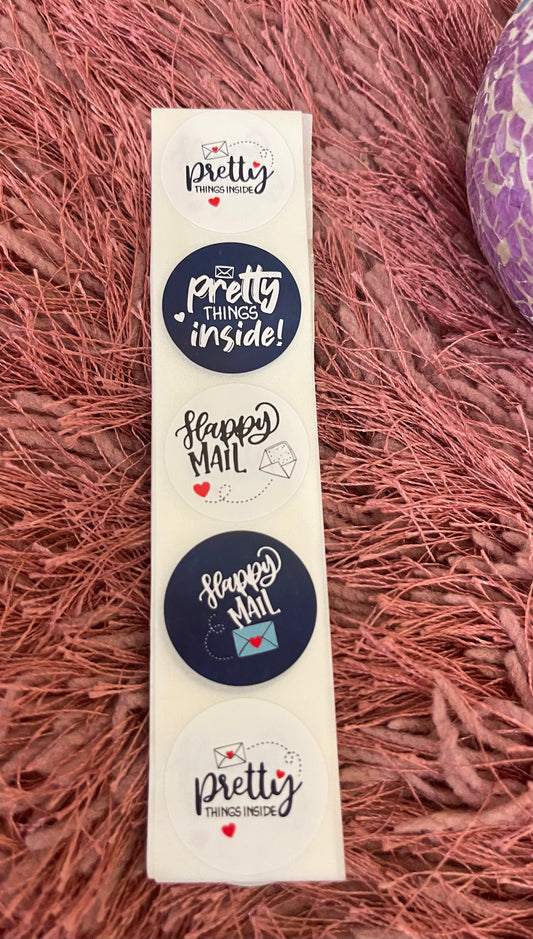 pretty
THINGS INSIDE
pretty
THINGS
inside!
Happy
MAIL
Happy
MAIL
pretty
THINGS INSIDE